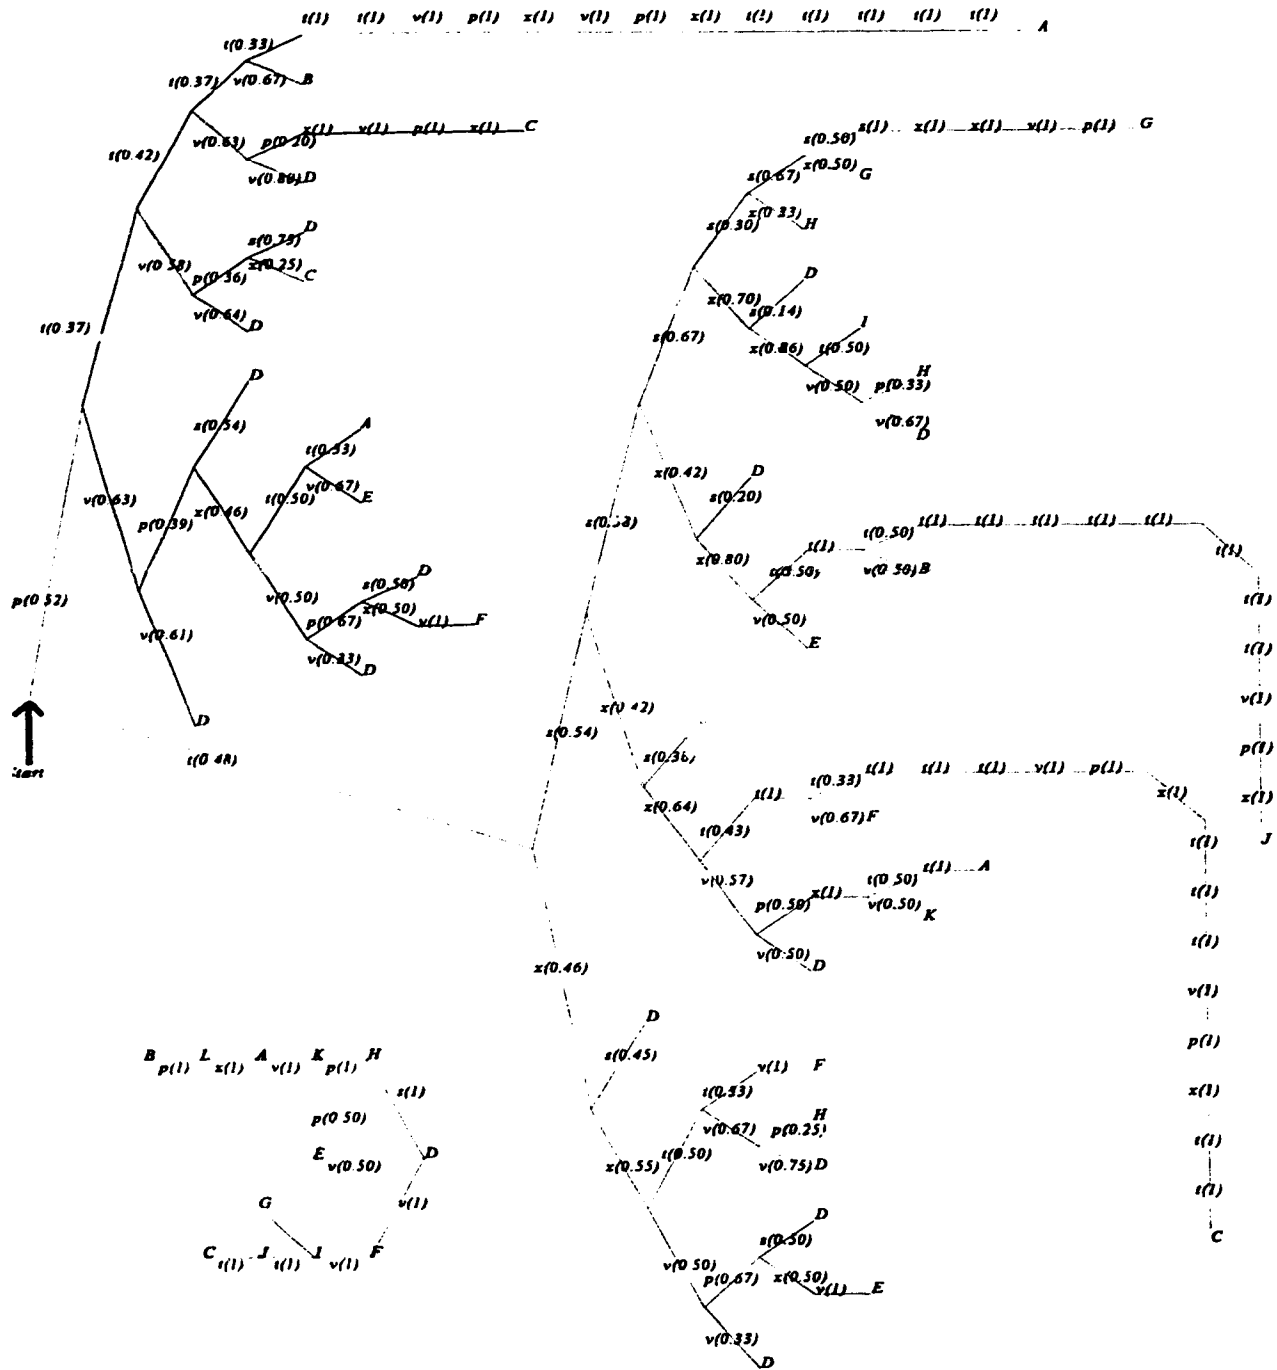 t(1) t(1) v(1) p(1) x(1) v(1) p(1) x(1) t(1) t(1) t(1) t(1) t(1) A
t(0.33)
t(0.37) v(0.67) B
x(1) v(1) p(1) x(1) C
s(1) x(1) x(1) v(1) p(1) G
v(0.63) p(0.20)
s(0.50)
t(0.42)
x(0.50) G
v(0.80) D
s(0.67)
x(0.33) H
s(0.30)
D
s(0.75)
v(0.58) p(0.36) x(0.25) C
D
x(0.70)
s(0.14)
v(0.64) D
I
t(0.37)
s(0.67)
x(0.86) t(0.50)
D
H
v(0.50) p(0.33)
s(0.54)
A
v(0.67)
D
t(0.33)
x(0.42) D
v(0.63) x(0.46) t(0.50) v(0.67) E
s(0.20)
p(0.39)
t(1) t(1) t(1) t(1) t(1)
t(0.50)
t(1)
t(1)
x(0.80) t(0.50) v(0.50) B
D
s(0.50)
p(0.52)
v(0.50) x(0.50)
t(1)
p(0.67) v(1) F
v(0.50)
v(0.61)
E
t(1)
v(0.33) D
v(1)
D
x(0.42)
s(0.54)
p(1)
t(0.48)
s(0.36)
start
t(1) t(1) t(1) v(1) p(1)
t(0.33)
x(1)
x(1)
t(1)
x(0.64)
v(0.67) F
t(0.43)
t(1)
J
t(1) A
v(0.57)
t(0.50)
x(1)
t(1)
p(0.50) v(0.50) K
t(1)
v(0.50) D
x(0.46)
v(1)
D
p(1)
s(0.45)
B p(1) L x(1) A v(1) K p(1) H
v(1) F
x(1)
s(1)
t(0.33)
p(0.50)
H
v(0.67) p(0.25)
t(1)
E v(0.50) D
x(0.55) t(0.50) v(0.75) D
t(1)
G v(1)
D
C
s(0.50)
C t(1) J t(1) I v(1) F
v(0.50)
p(0.67) x(0.50) v(1) E
v(0.33)
D